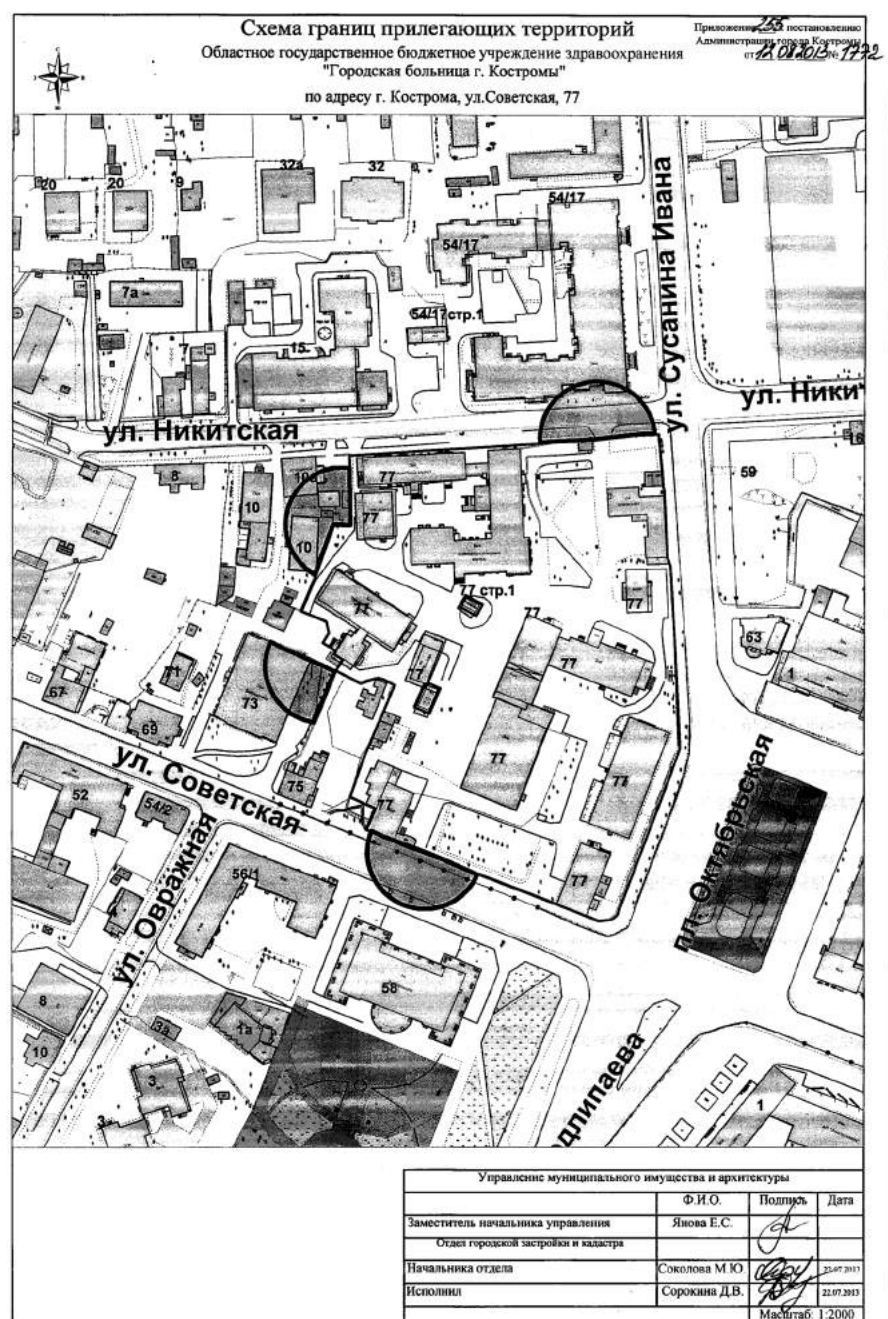 Схема границ прилегающих территорий
Областное государственное бюджетное учреждение здравоохранения
"Городская больница г. Костромы"
по адресу г. Кострома, ул.Советская, 77
Приложение 255 к постановлению
Администрации города Костромы
от 12.08.2013 № 1772
20
20
9
32а
32
54/17
54/17
ул. Сусанина Ивана
7а
54/17стр.1
7
15
ул. Никитская
ул. Ники
16
8
10
77
59
77
10
77 стр.1
77
77
77
77
63
1
71
1
67
73
69
77
77
ул. Советская
75
77
52
54/2
77
пл. Октябрьская
ул. Овражная
56/1
4
58
8
3а
1а
10
3
3
одлипаева
1
Управление муниципального имущества и архитектуры
Ф.И.О. Подпись Дата
Заместитель начальника управления Янова Е.С.
Отдел городской застройки и кадастра
Начальника отдела Соколова М.Ю 22.07.2013
Исполнил Сорокина Д.В. 22.07.2013
Масштаб: 1:2000